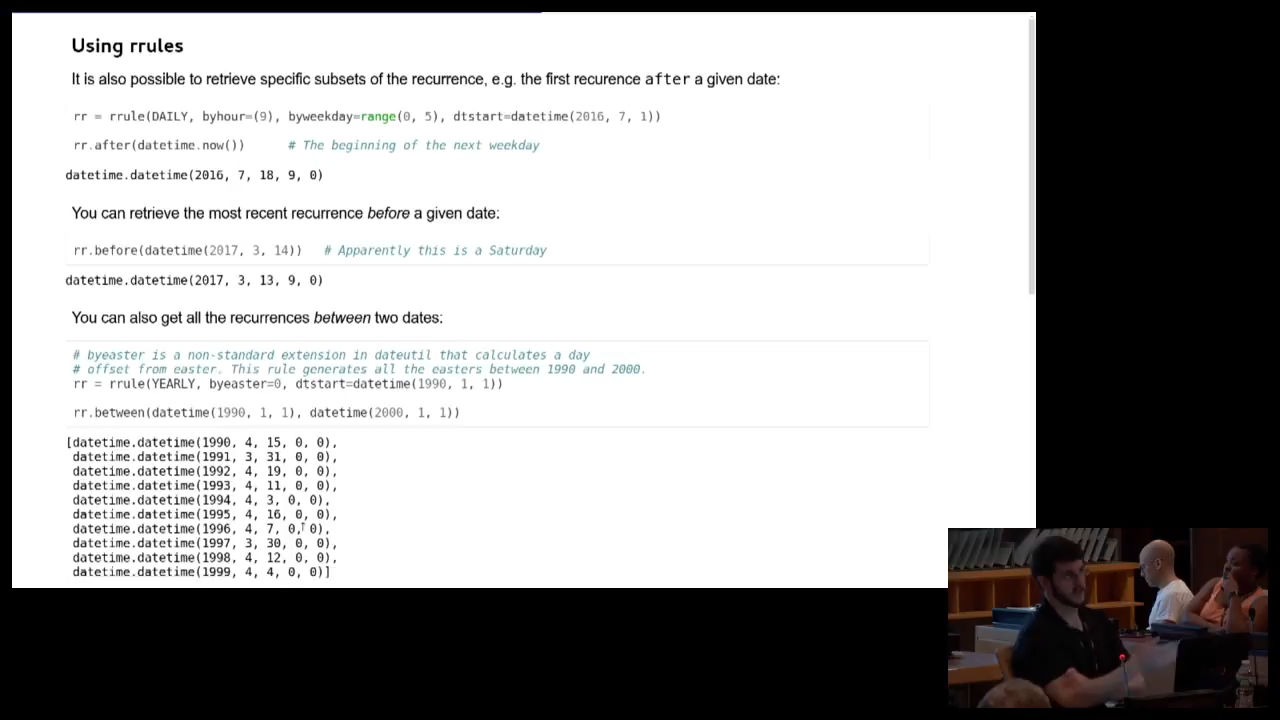 Using rrules
It is also possible to retrieve specific subsets of the recurrence, e.g. the first recurence after a given date:
rr = rrule(DAILY, byhour=(9), byweekday=range(0, 5), dtstart=datetime(2016, 7, 1))
rr.after(datetime.now())      # The beginning of the next weekday
datetime.datetime(2016, 7, 18, 9, 0)
You can retrieve the most recent recurrence before a given date:
rr.before(datetime(2017, 3, 14))   # Apparently this is a Saturday
datetime.datetime(2017, 3, 13, 9, 0)
You can also get all the recurrences between two dates:
# byeaster is a non-standard extension in dateutil that calculates a day
# offset from easter. This rule generates all the easters between 1990 and 2000.
rr = rrule(YEARLY, byeaster=0, dtstart=datetime(1990, 1, 1))
rr.between(datetime(1990, 1, 1), datetime(2000, 1, 1))
[datetime.datetime(1990, 4, 15, 0, 0),
datetime.datetime(1991, 3, 31, 0, 0),
datetime.datetime(1992, 4, 19, 0, 0),
datetime.datetime(1993, 4, 11, 0, 0),
datetime.datetime(1994, 4, 3, 0, 0),
datetime.datetime(1995, 4, 16, 0, 0),
datetime.datetime(1996, 4, 7, 0, 0),
datetime.datetime(1997, 3, 30, 0, 0),
datetime.datetime(1998, 4, 12, 0, 0),
datetime.datetime(1999, 4, 4, 0, 0)]